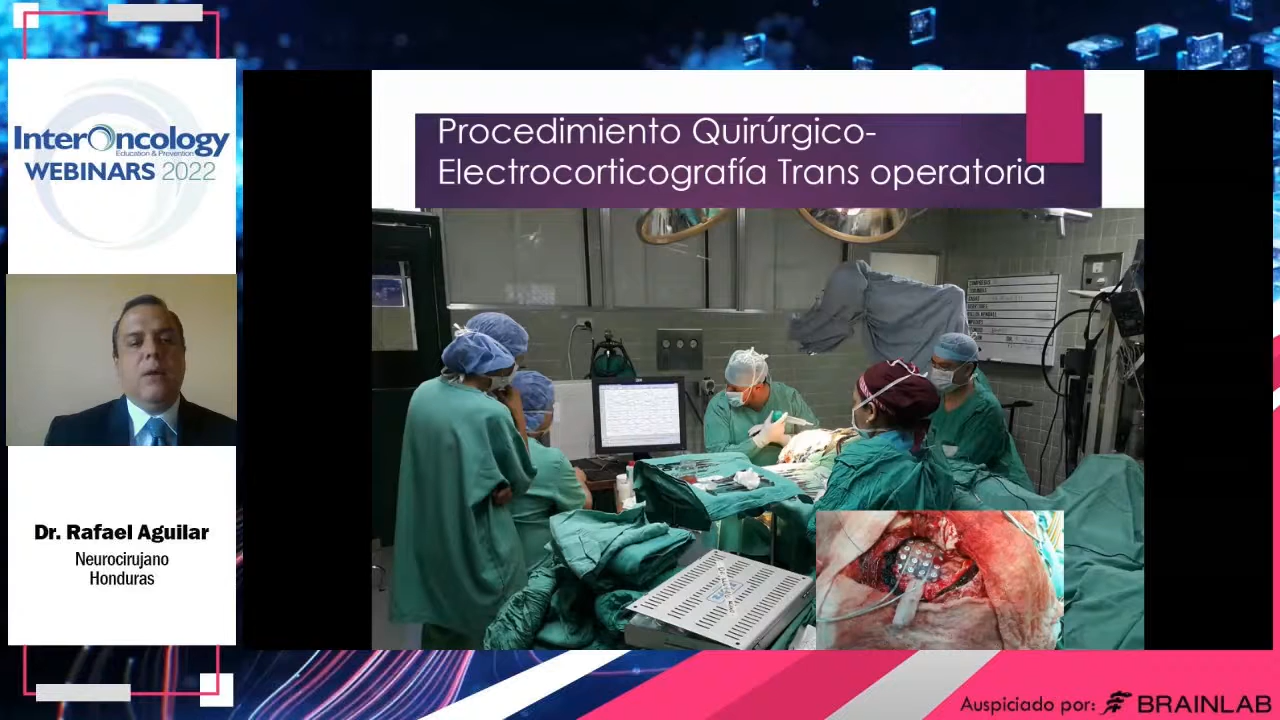 InterOncology
Education & Prevention
WEBINARS 2022
Procedimiento Quirúrgico-
Electrocorticografía Trans operatoria
Dr. Rafael Aguilar
Neurocirujano
Honduras
Auspiciado por: BRAINLAB